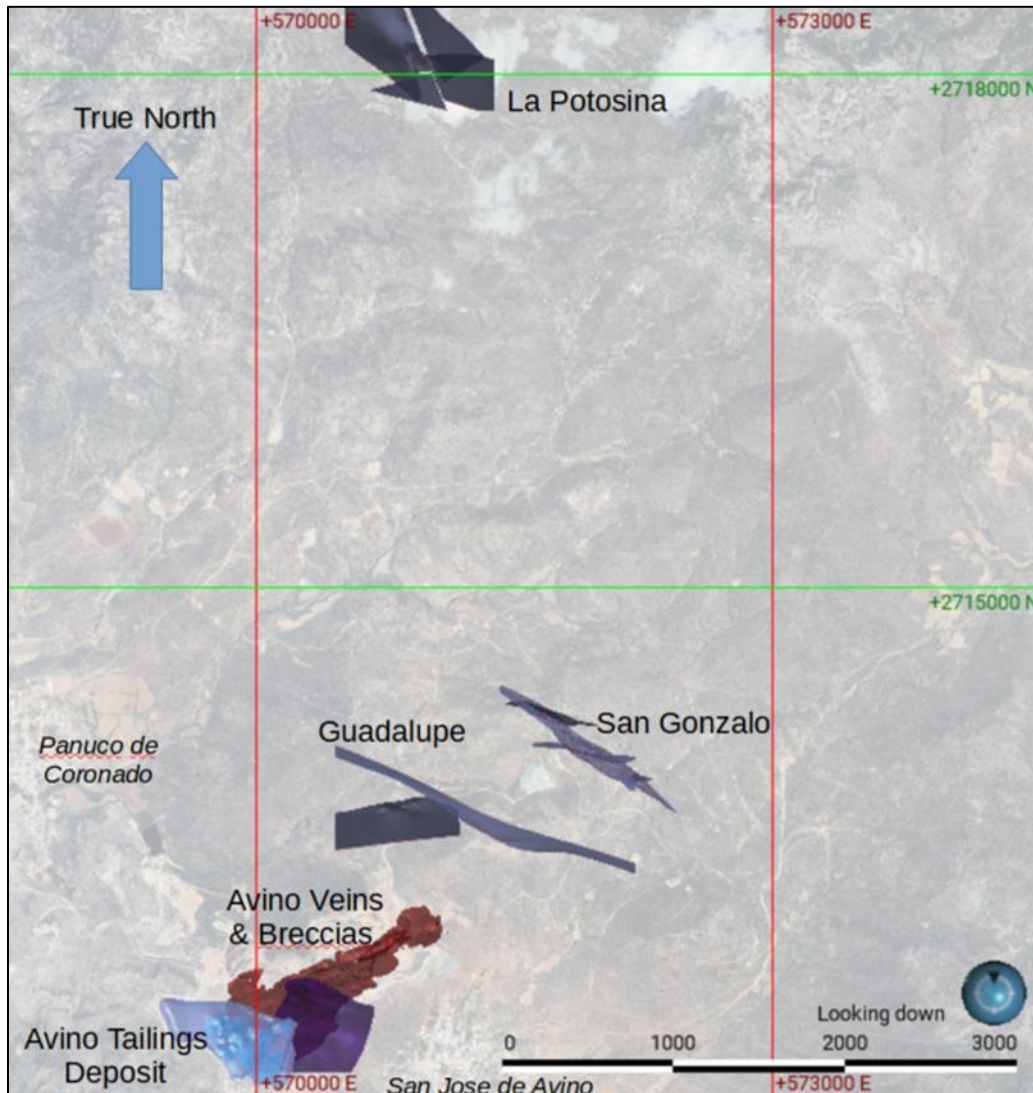 +570000 E
+573000 E
+2718000 N
La Potosina
True North
+2715000 N
Guadalupe
San Gonzalo
Panuco de
Coronado
Avino Veins
& Breccias
Looking down
Avino Tailings
Deposit
0
1000
2000
3000
+570000 E
+573000 E
San Jose de Avino